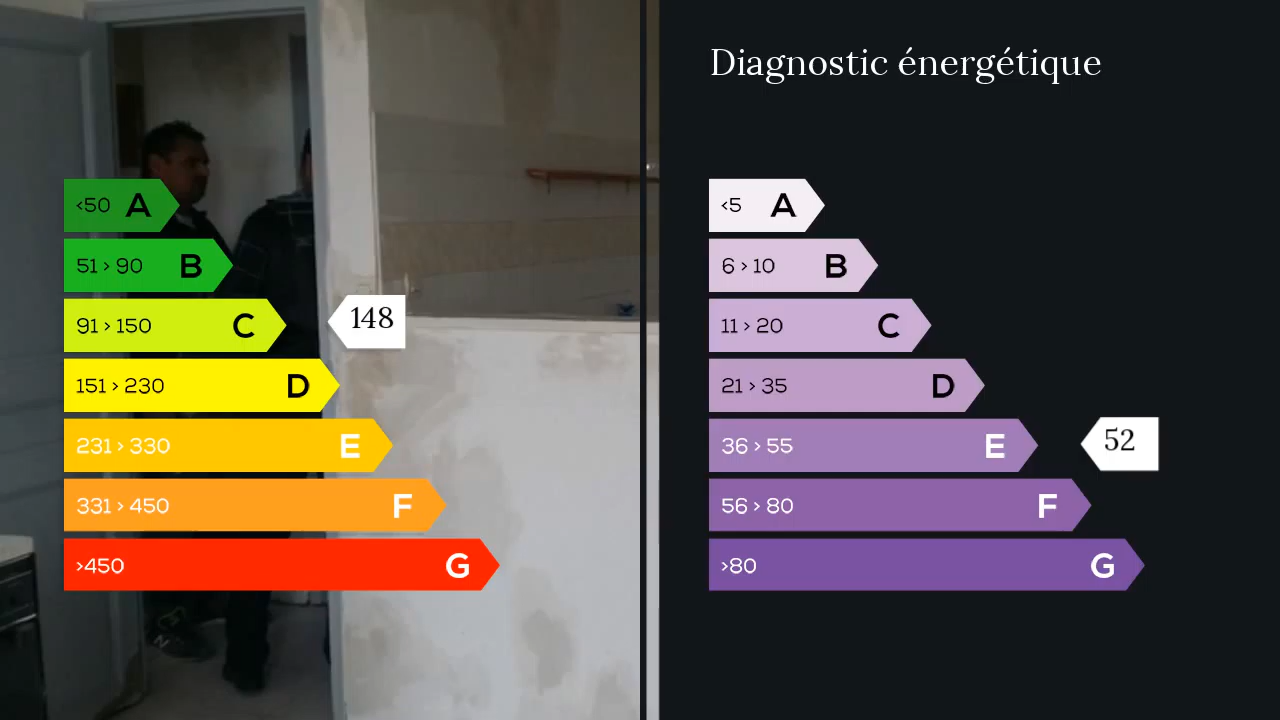 Diagnostic énergétique
<50 A
51 > 90 B
91 > 150 C
148
151 > 230 D
231 > 330 E
331 > 450 F
>450 G
<5 A
6 > 10 B
11 > 20 C
21 > 35 D
36 > 55 E
52
56 > 80 F
>80 G